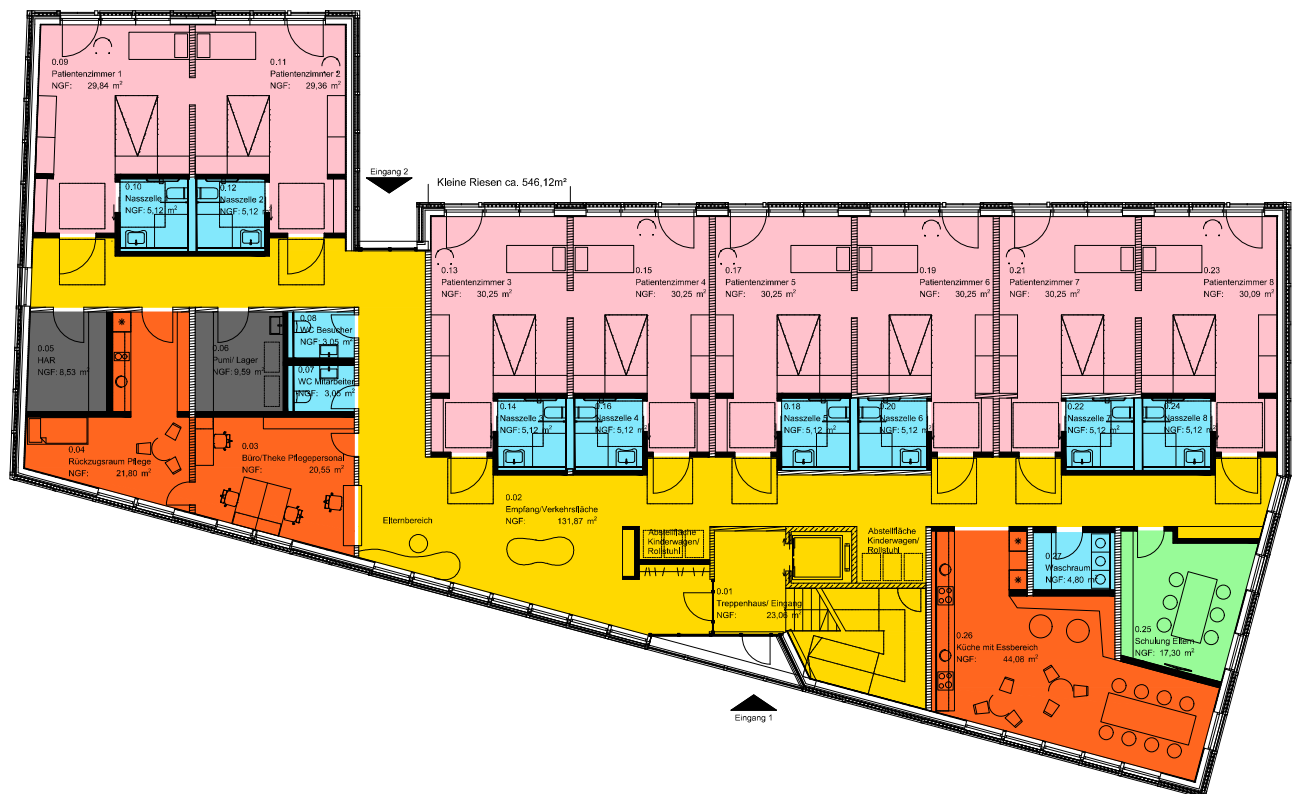 0.09
Patientenzimmer 1
NGF: 29,84 m²
0.11
Patientenzimmer 2
NGF: 29,36 m²
0.10
Nasszelle
NGF: 5,12 m²
0.12
Nasszelle 2
NGF: 5,12 m²
Eingang 2
Kleine Riesen ca. 546,12m²
0.13
Patientenzimmer 3
NGF: 30,25 m²
0.15
Patientenzimmer 4
NGF: 30,25 m²
0.17
Patientenzimmer 5
NGF: 30,25 m²
0.19
Patientenzimmer 6
NGF: 30,25 m²
0.21
Patientenzimmer 7
NGF: 30,25 m²
0.23
Patientenzimmer 8
NGF: 30,09 m²
0.05
HAR
NGF: 8,53 m²
0.06
Pumi/ Lager
NGF: 9,59 m²
0.08
WC Besucher
NGF: 3,05 m²
0.07
WC Mitarbeiter
NGF: 3,05 m²
0.14
Nasszelle 3
NGF: 5,12 m²
0.16
Nasszelle 4
NGF: 5,12 m²
0.18
Nasszelle 5
NGF: 5,12 m²
0.20
Nasszelle 6
NGF: 5,12 m²
0.22
Nasszelle 7
NGF: 5,12 m²
0.24
Nasszelle 8
NGF: 5,12 m²
0.04
Rückzugsraum Pflege
NGF: 21,80 m²
0.03
Büro/Theke Pflegepersonal
NGF: 20,55 m²
Elternbereich
0.02
Empfang/Verkehrsfläche
NGF: 131,87 m²
Abstellfläche
Kinderwagen/
Rollstuhl
Abstellfläche
Kinderwagen/
Rollstuhl
0.27
Waschraum
NGF: 4,80 m²
0.01
Treppenhaus/ Eingang
NGF: 23,06 m²
0.26
Küche mit Essbereich
NGF: 44,08 m²
0.25
Schulung Eltern
NGF: 17,30 m²
Eingang 1